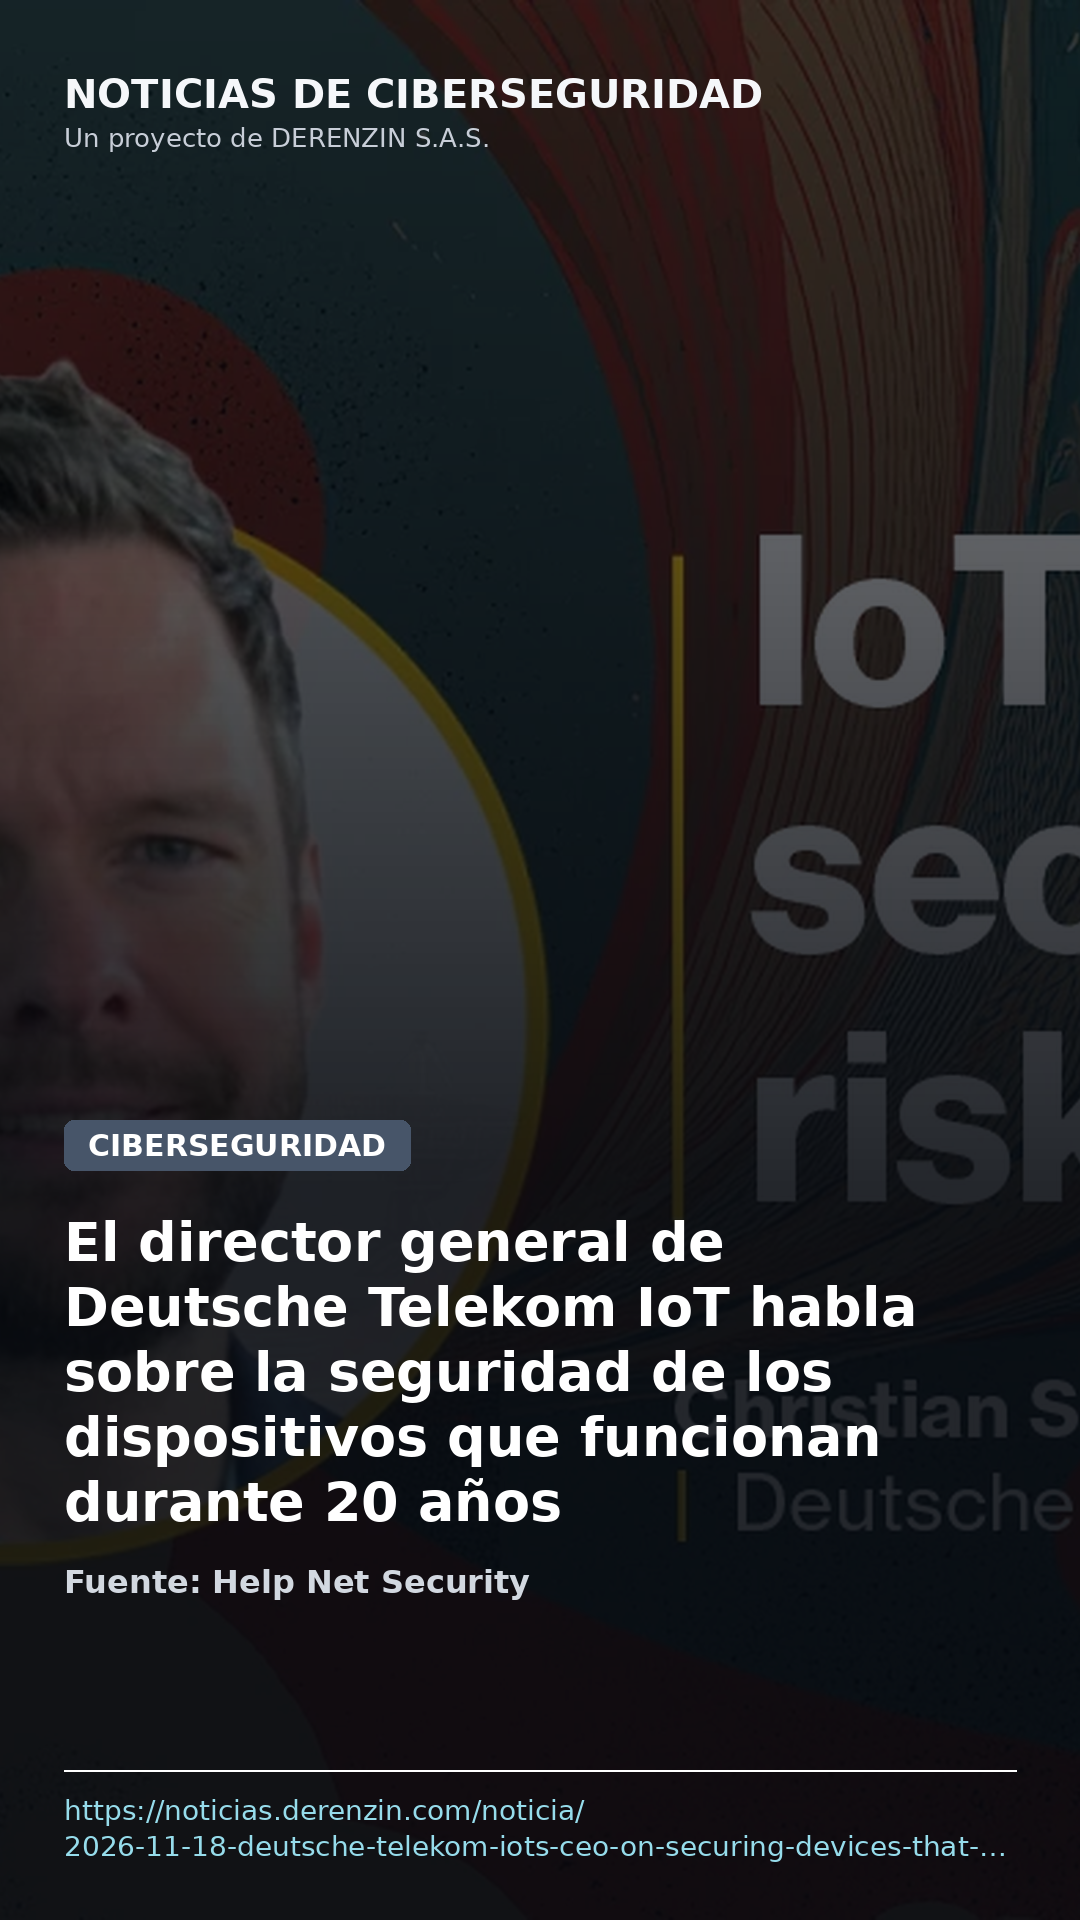 NOTICIAS DE CIBERSEGURIDAD
Un proyecto de DERENZIN S.A.S.
IoT
sec
risk
CIBERSEGURIDAD
El director general de
Deutsche Telekom IoT habla
sobre la seguridad de los
dispositivos que funcionan
durante 20 años
Christian S
Deutsche
Fuente: Help Net Security
https://noticias.derenzin.com/noticia/
2026-11-18-deutsche-telekom-iots-ceo-on-securing-devices-that-...